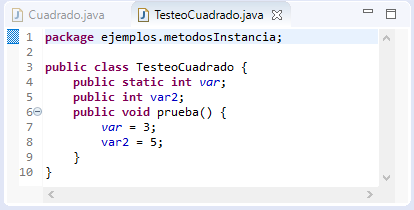 Cuadrado.java TesteoCuadrado.java
1 package ejemplos.metodosInstancia;
2
3 public class TesteoCuadrado {
4 public static int var;
5 public int var2;
6 public void prueba() {
7 var = 3;
8 var2 = 5;
9 }
10 }